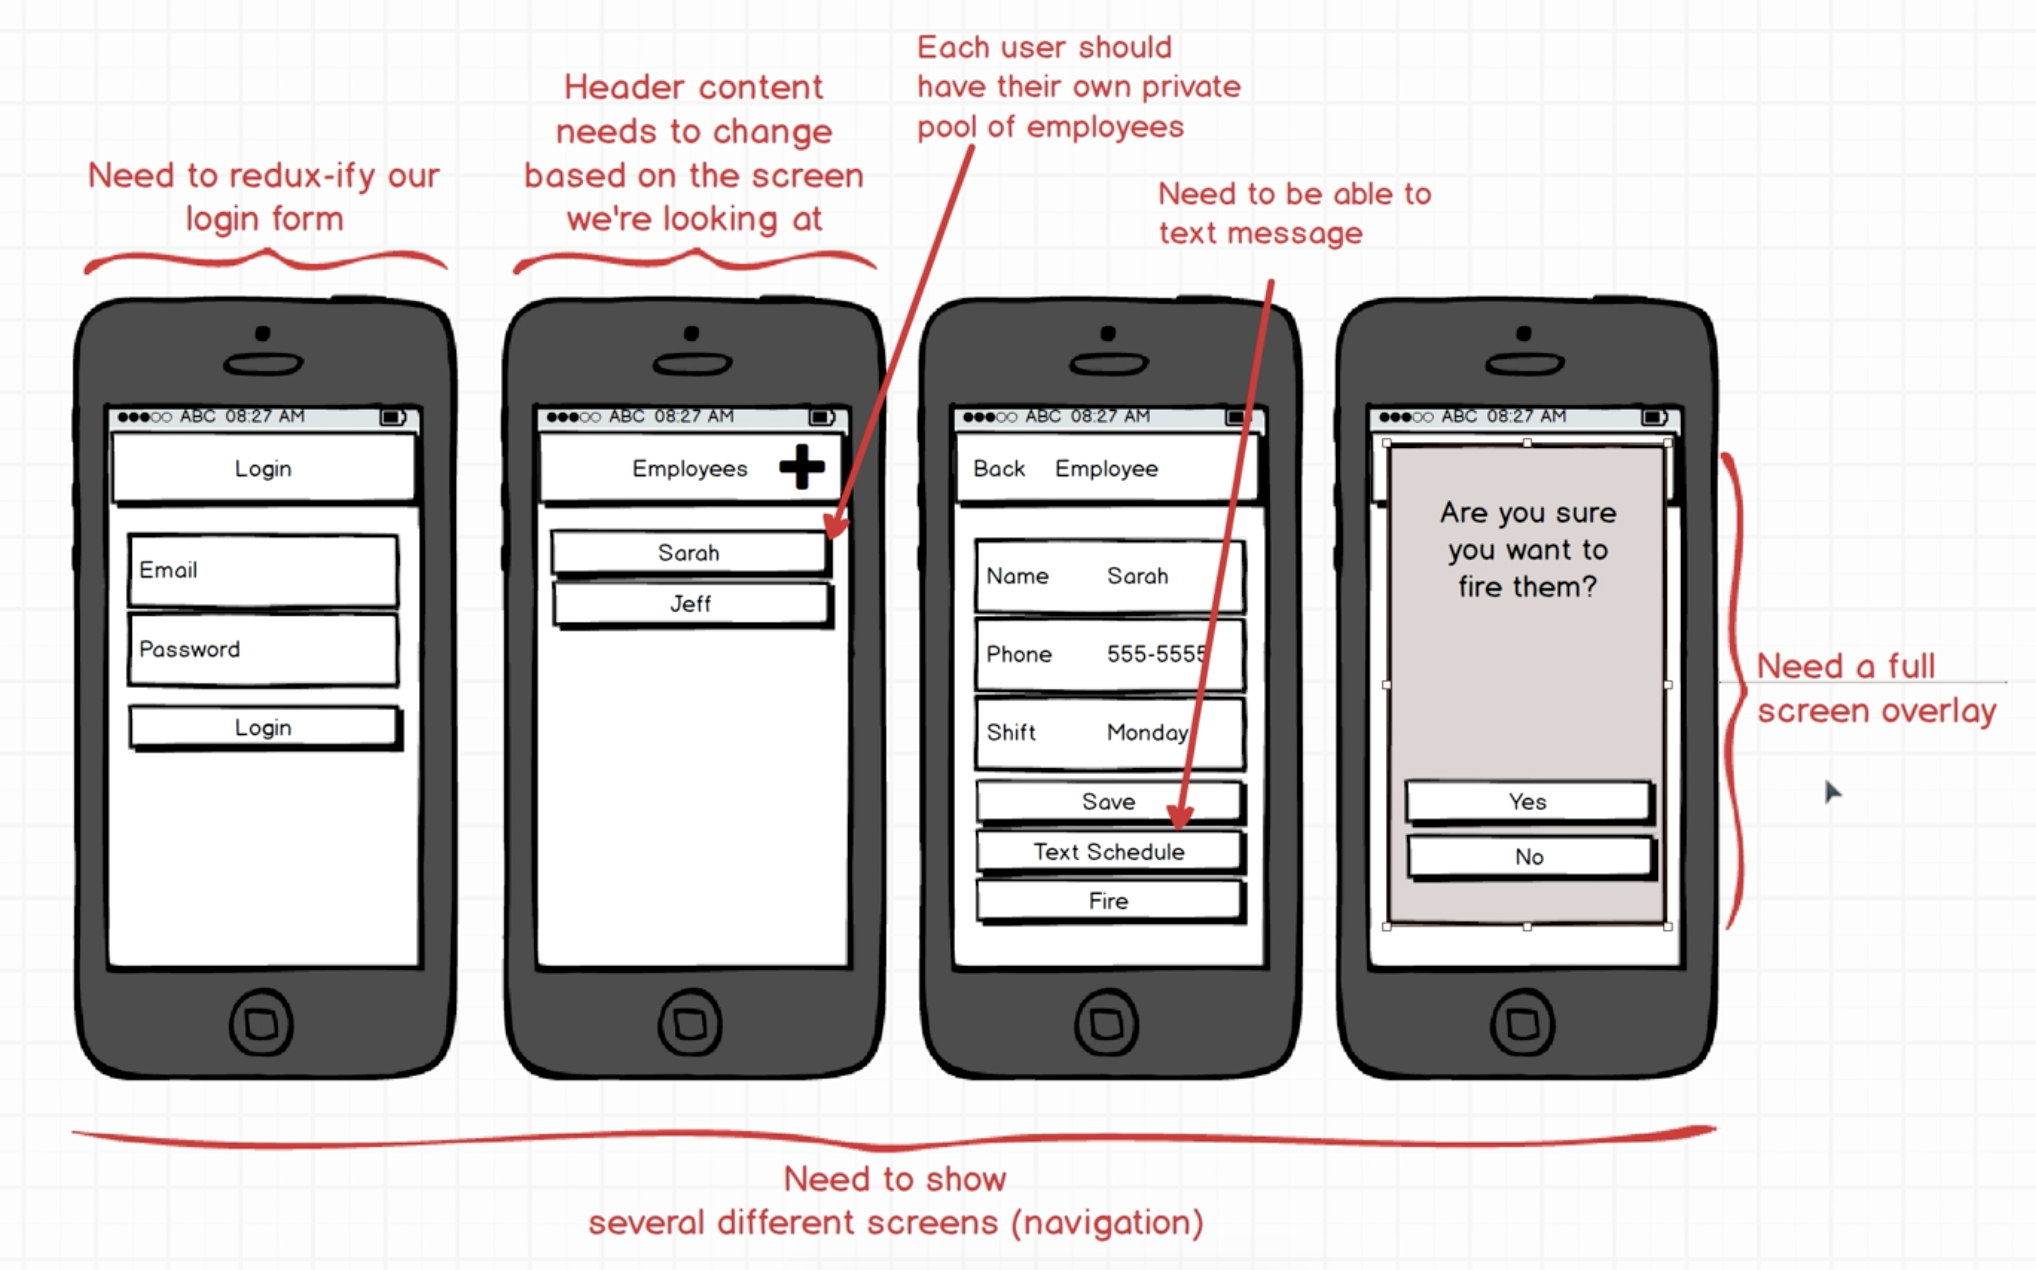 Each user should
have their own private
pool of employees
Header content
needs to change
based on the screen
we're looking at
Need to redux-ify our
login form
Need to be able to
text message
ABC 08:27 AM
Login
Email
Password
Login
ABC 08:27 AM
Employees
Sarah
Jeff
ABC 08:27 AM
Back Employee
Name Sarah
Phone 555-5555
Shift Monday
Save
Text Schedule
Fire
ABC 08:27 AM
Are you sure
you want to
fire them?
Yes
No
Need a full
screen overlay
Need to show
several different screens (navigation)